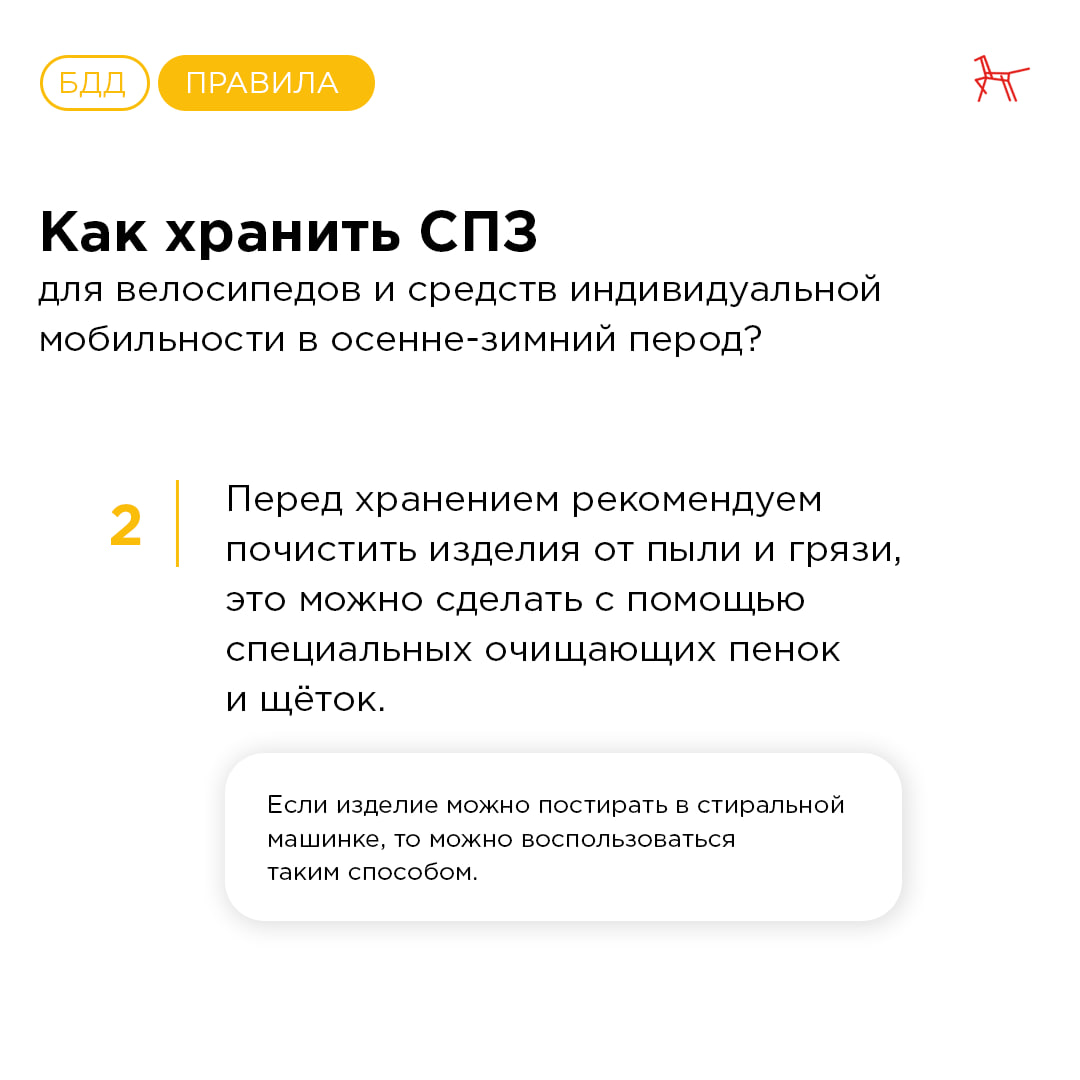 БДД
ПРАВИЛА
Как хранить СПЗ
для велосипедов и средств индивидуальной
мобильности в осенне-зимний перод?
2
Перед хранением рекомендуем
почистить изделия от пыли и грязи,
это можно сделать с помощью
специальных очищающих пенок
и щёток.
Если изделие можно постирать в стиральной
машинке, то можно воспользоваться
таким способом.